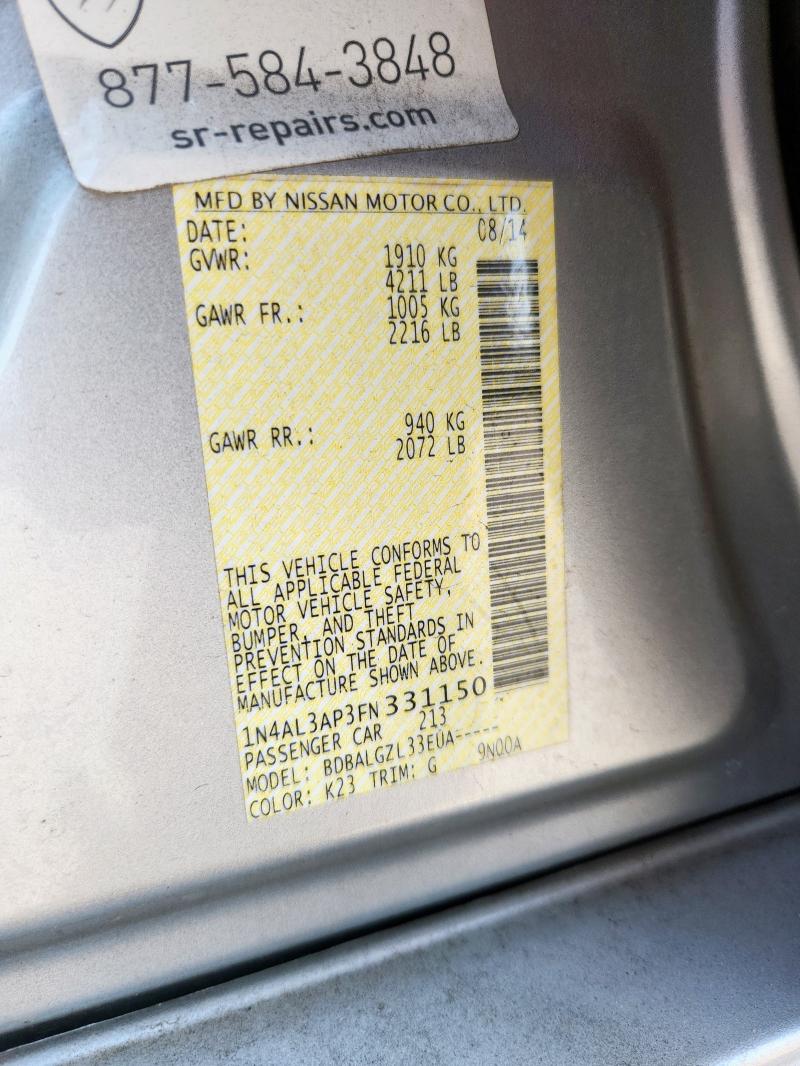 877-584-3848
sr-repairs.com
MFD BY NISSAN MOTOR CO., LTD.
DATE: 08/14
GVWR: 1910 KG
4211 LB
GAWR FR.: 1005 KG
2216 LB
GAWR RR.: 940 KG
2072 LB
THIS VEHICLE CONFORMS TO
ALL APPLICABLE FEDERAL
MOTOR VEHICLE SAFETY,
BUMPER, AND THEFT
PREVENTION STANDARDS IN
EFFECT ON THE DATE OF
MANUFACTURE SHOWN ABOVE.
1N4AL3AP3FN 331150
PASSENGER CAR 213
MODEL: BDBALGZL33EUA-----
COLOR: K23 TRIM: G 9N00A